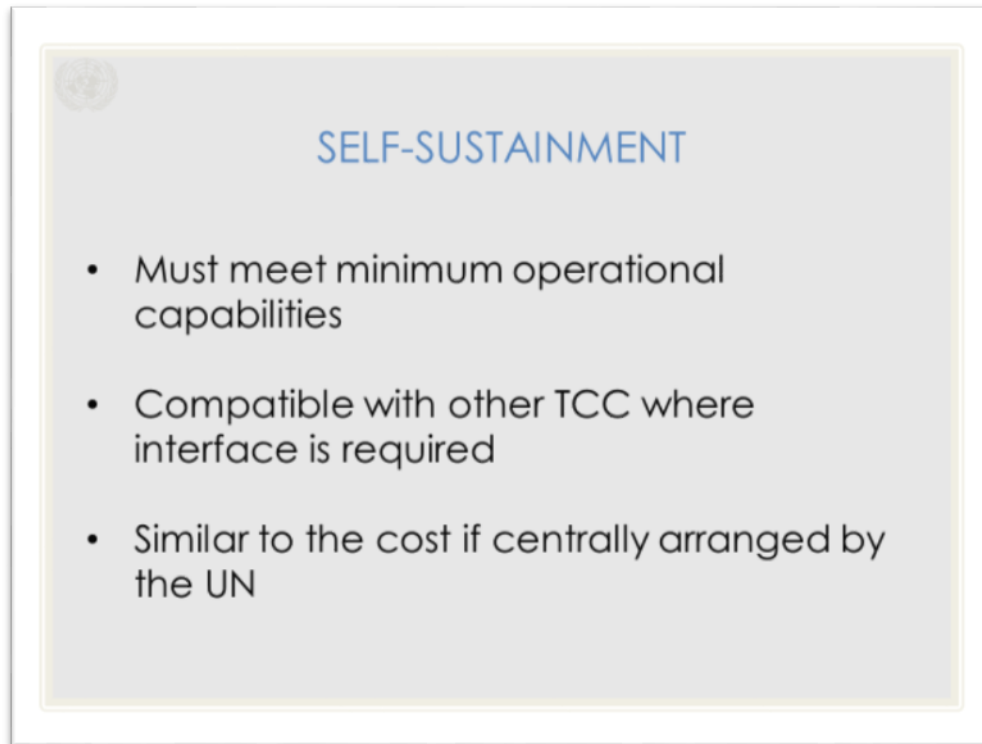 SELF-SUSTAINMENT
• Must meet minimum operational
capabilities
• Compatible with other TCC where
interface is required
• Similar to the cost if centrally arranged by
the UN